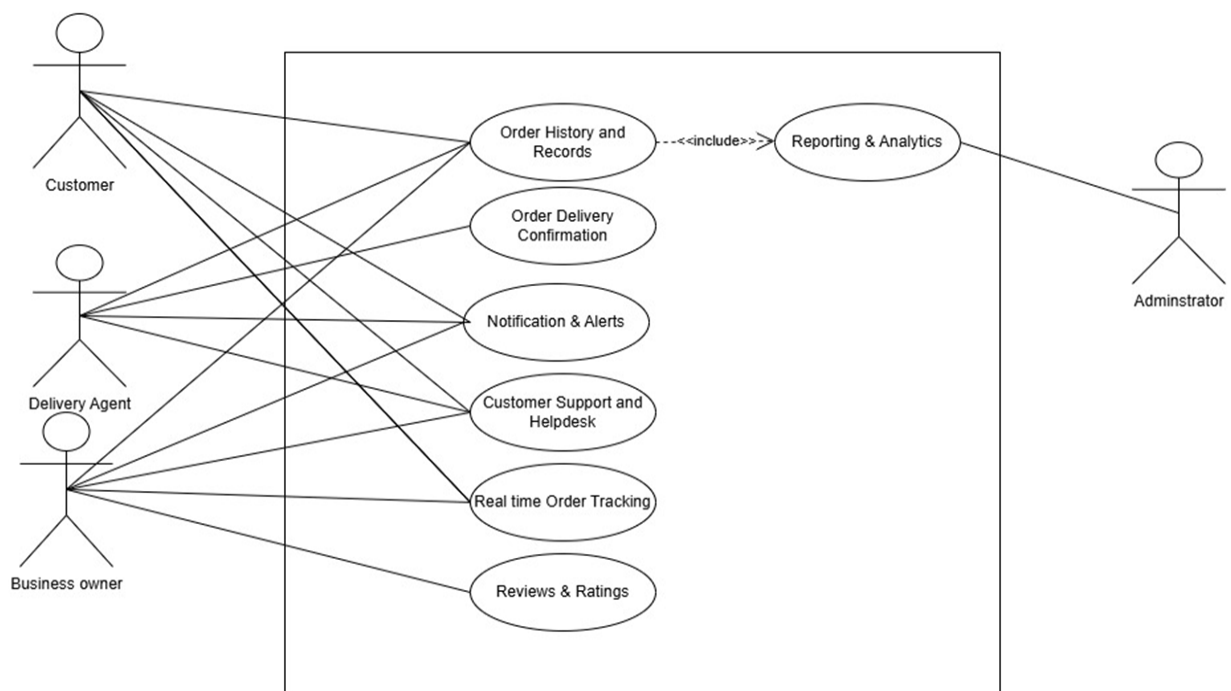 Customer
Delivery Agent
Business owner
Order History and
Records
<<include>>
Reporting & Analytics
Order Delivery
Confirmation
Notification & Alerts
Customer Support and
Helpdesk
Real time Order Tracking
Reviews & Ratings
Adminstrator